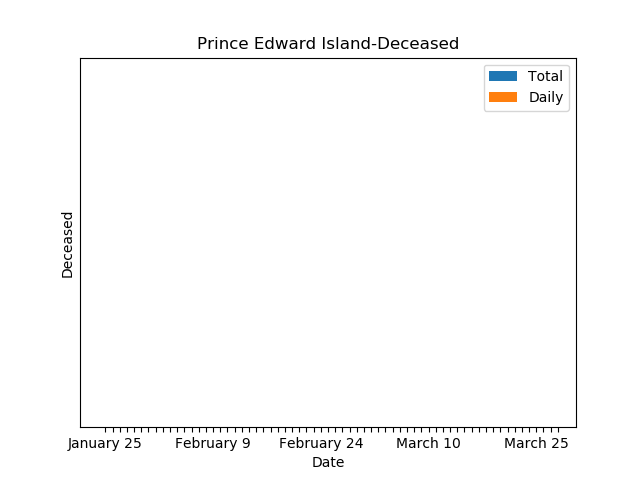 Prince Edward Island-Deceased
Total
Daily
Deceased
January 25 February 9 February 24 March 10 March 25
Date